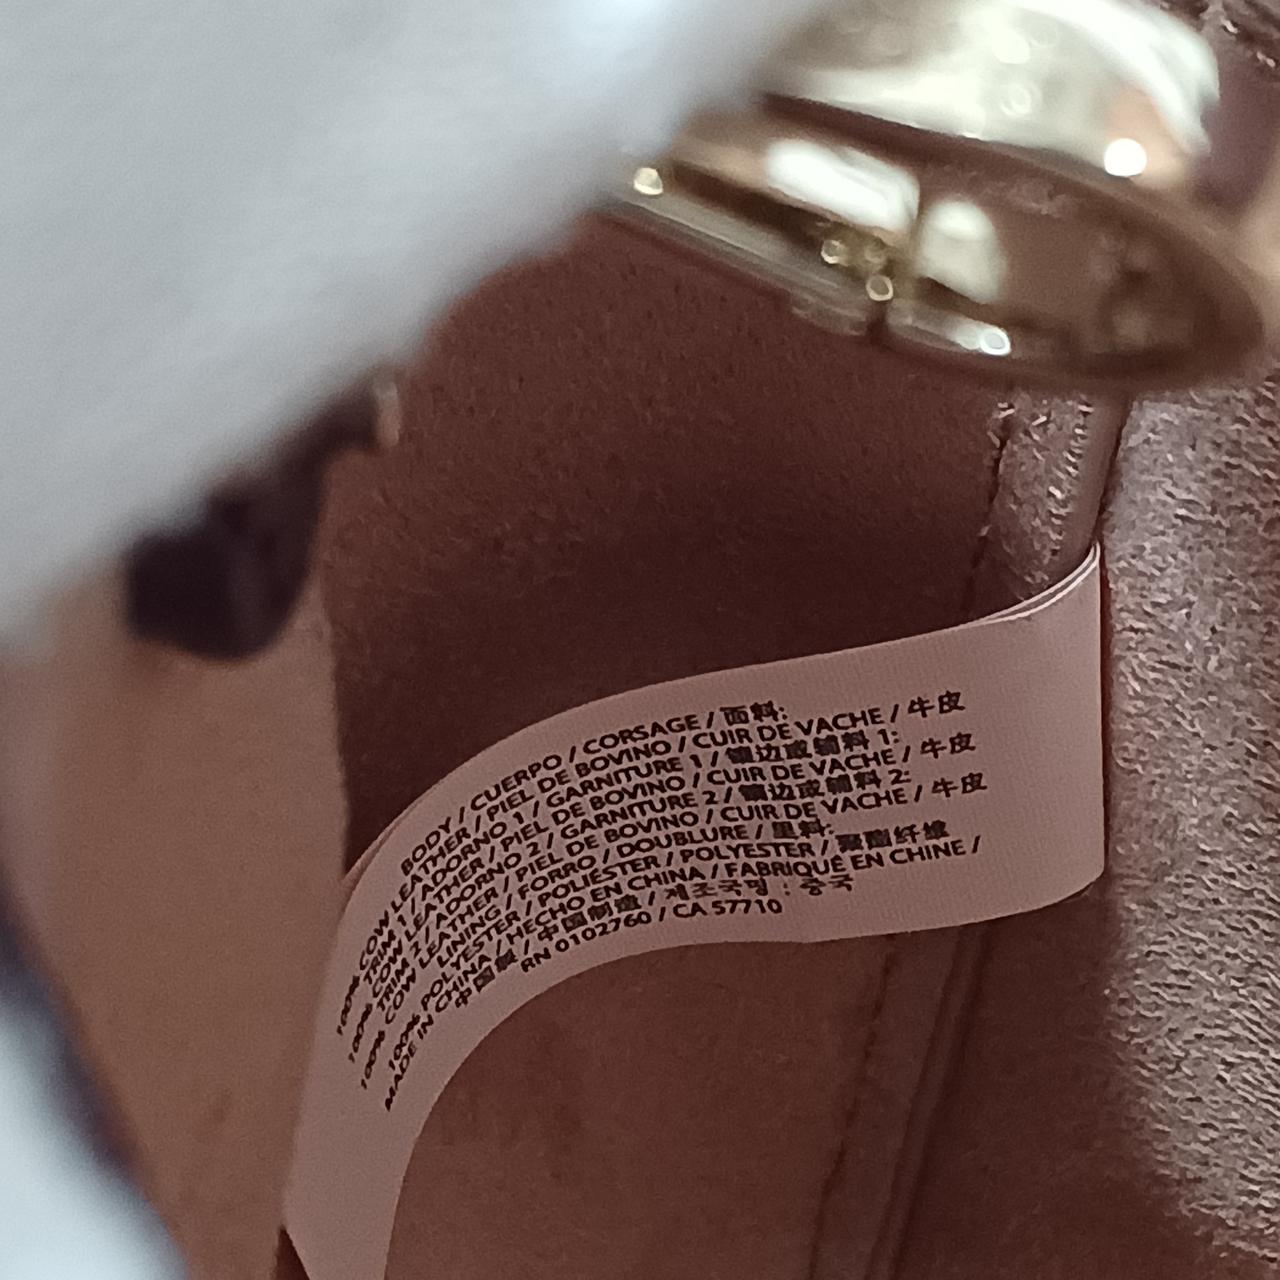 BODY / CUERPO / CORSAGE / 面料:
100% COW LEATHER / PIEL DE BOVINO / CUIR DE VACHE / 牛皮
TRIM 1 / ADORNO 1 / GARNITURE 1 / 镶边或辅料 1:
100% COW LEATHER / PIEL DE BOVINO / CUIR DE VACHE / 牛皮
TRIM 2 / ADORNO 2 / GARNITURE 2 / 镶边或辅料 2:
100% COW LEATHER / PIEL DE BOVINO / CUIR DE VACHE / 牛皮
LINING / FORRO / DOUBLURE / 里料:
100% POLYESTER / POLIÉSTER / POLYESTER / 聚酯纤维
MADE IN CHINA / HECHO EN CHINA / FABRIQUÉ EN CHINE /
中国製 / 中国制造 / 제조국명 : 중국
RN 0102760 / CA 57710